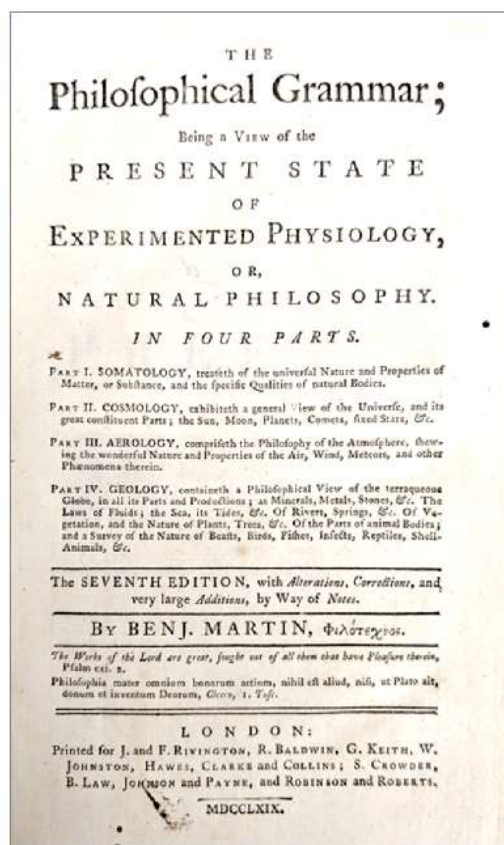 THE
Philoſophical Grammar;
Being a VIEW of the
PRESENT STATE
OF
EXPERIMENTED PHYSIOLOGY,
OR,
NATURAL PHILOSOPHY.
IN FOUR PARTS.
PART I. SOMATOLOGY, treateth of the univerſal Nature and Properties of
Matter, or Subſtance, and the ſpecific Qualities of natural Bodies.
PART II. COSMOLOGY, exhibiteth a general View of the Univerſe, and its
great conſtituent Parts; the Sun, Moon, Planets, Comets, fixed Stars, &c.
PART III. AEROLOGY, compriſeth the Philoſophy of the Atmoſphere, ſhew-
ing the wonderful Nature and Properties of the Air, Wind, Meteors, and other
Phænomena therein.
PART IV. GEOLOGY, containeth a Philoſophical View of the terraqueous
Globe, in all its Parts and Productions; as Minerals, Metals, Stones, &c. The
Laws of Fluids; the Sea, its Tides, &c. Of Rivers, Springs, &c. Of Ve-
getation, and the Nature of Plants, Trees, &c. Of the Parts of animal Bodies;
and a Survey of the Nature of Beaſts, Birds, Fiſhes, Inſects, Reptiles, Shell-
Animals, &c.
The SEVENTH EDITION, with Alterations, Corrections, and
very large Additions, by Way of Notes.
BY BENJ. MARTIN, Φιλότεχνος.
The Works of the Lord are great, ſought out of all them that have Pleaſure therein,
Pſalm cxi. 2.
Philoſophia mater omnium bonarum artium, nihil eſt aliud, niſi, ut Plato ait,
donum et inventum Deorum, Cicero, 1. Tuſc.
LONDON:
Printed for J. and F. RIVINGTON, R. BALDWIN, G. KEITH, W.
JOHNSTON, HAWES, CLARKE and COLLINS; S. CROWDER,
B. LAW, JOHNSON and PAYNE, and ROBINSON and ROBERTS.
MDCCLXIX.